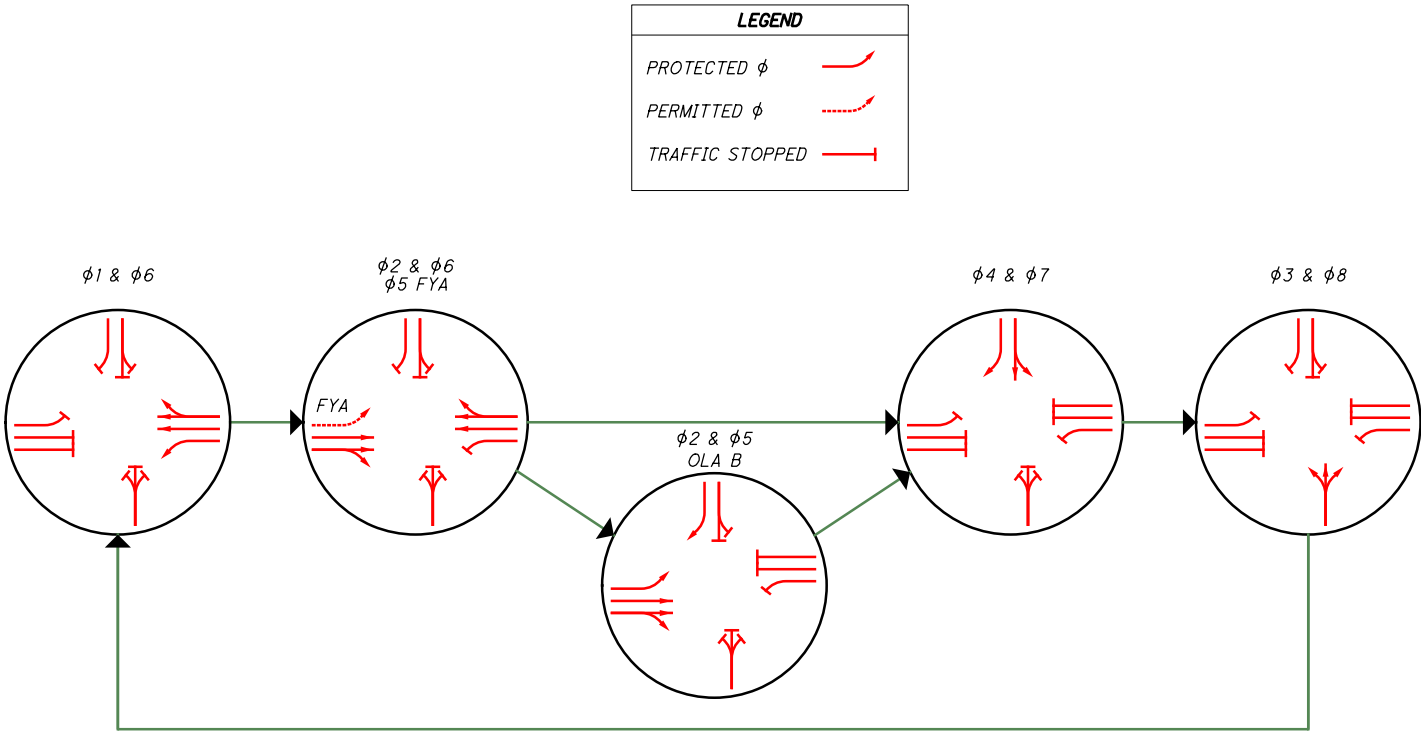 LEGEND
PROTECTED ϕ
PERMITTED ϕ
TRAFFIC STOPPED
ϕ1 & ϕ6
ϕ2 & ϕ6
ϕ5 FYA
ϕ4 & ϕ7
ϕ3 & ϕ8
FYA
ϕ2 & ϕ5
OLA B